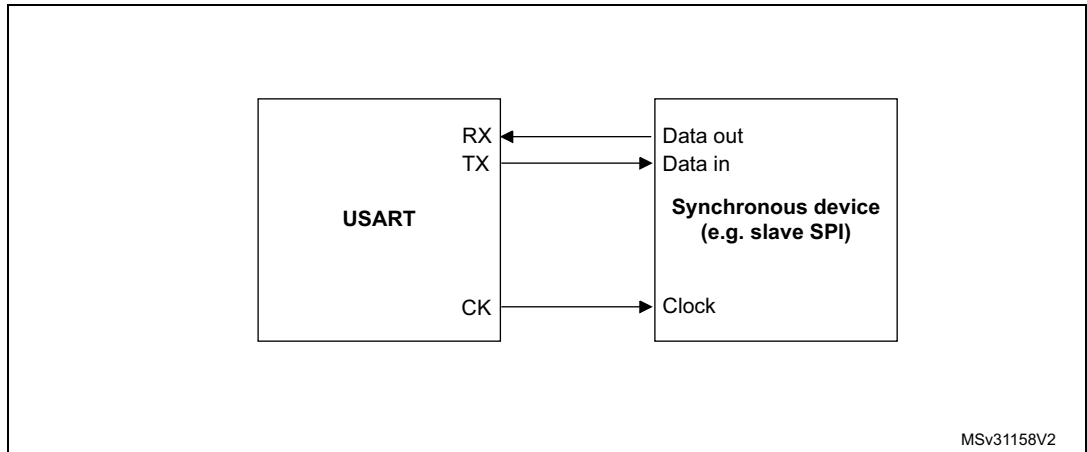 RX
TX
USART
CK
Data out
Data in
Synchronous device
(e.g. slave SPI)
Clock
MSv31158V2